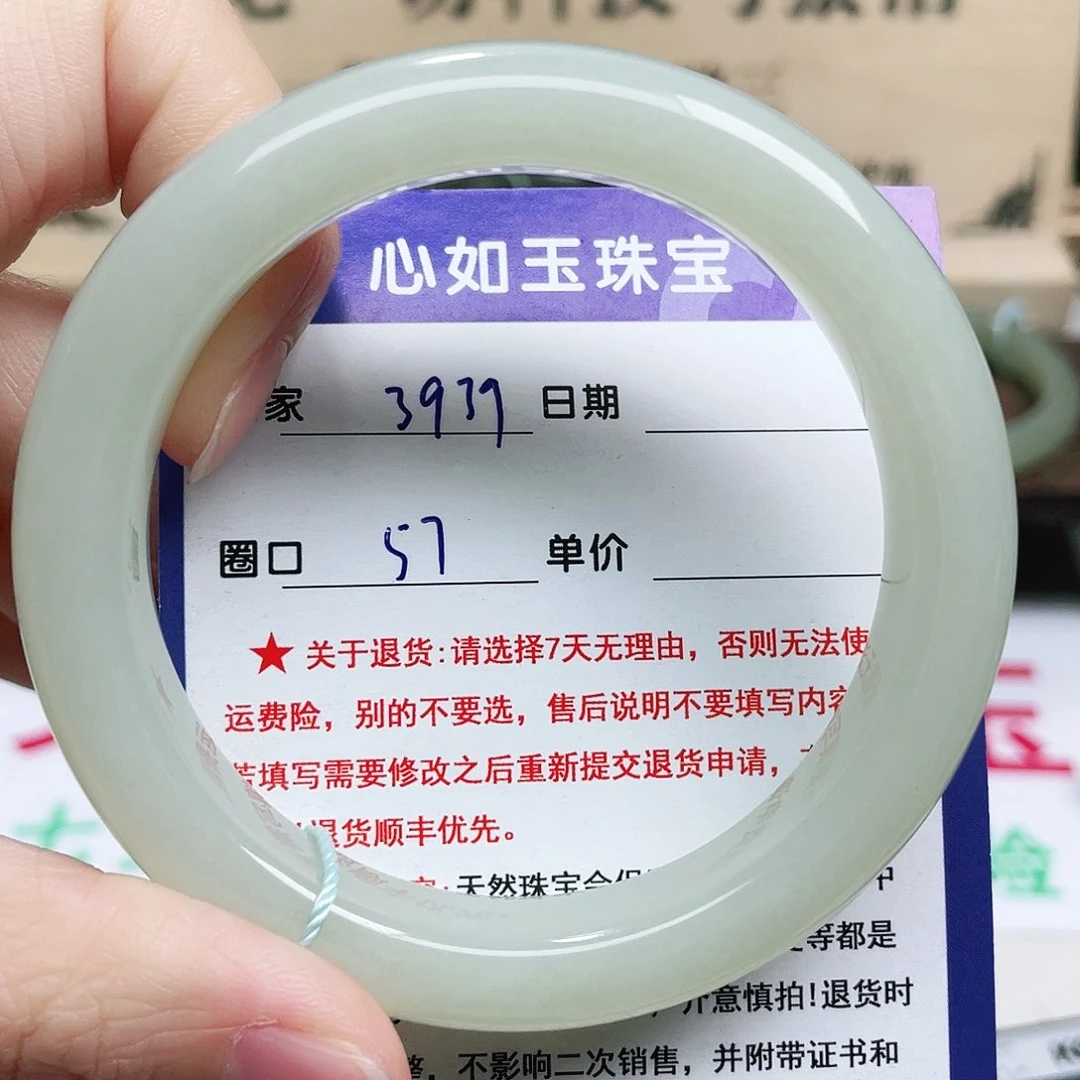 心如玉珠宝
家 3939 日期
圈口 57 单价
★关于退货:请选择7天无理由，否则无法使
运费险，别的不要选，售后说明不要填写内容
若填写需要修改之后重新提交退货申请，
退货顺丰优先。
天然珠宝会保 中
等都是
介意慎拍!退货时
整，不影响二次销售，并附带证书和